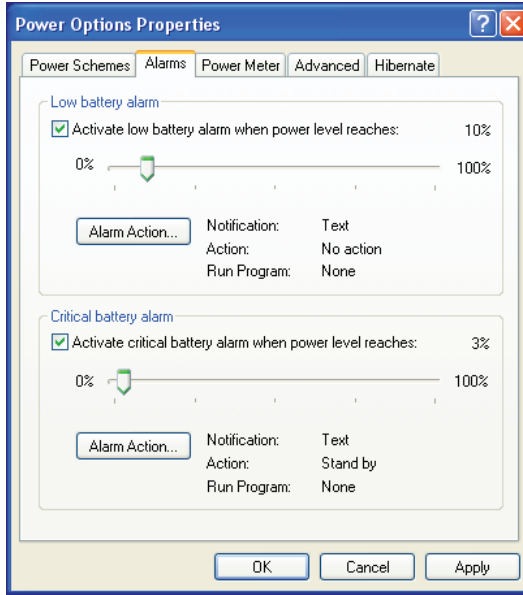 Power Options Properties
Power Schemes Alarms Power Meter Advanced Hibernate
Low battery alarm
Activate low battery alarm when power level reaches: 10%
0% 100%
Alarm Action...
Notification: Text
Action: No action
Run Program: None
Critical battery alarm
Activate critical battery alarm when power level reaches: 3%
0% 100%
Alarm Action...
Notification: Text
Action: Stand by
Run Program: None
OK Cancel Apply